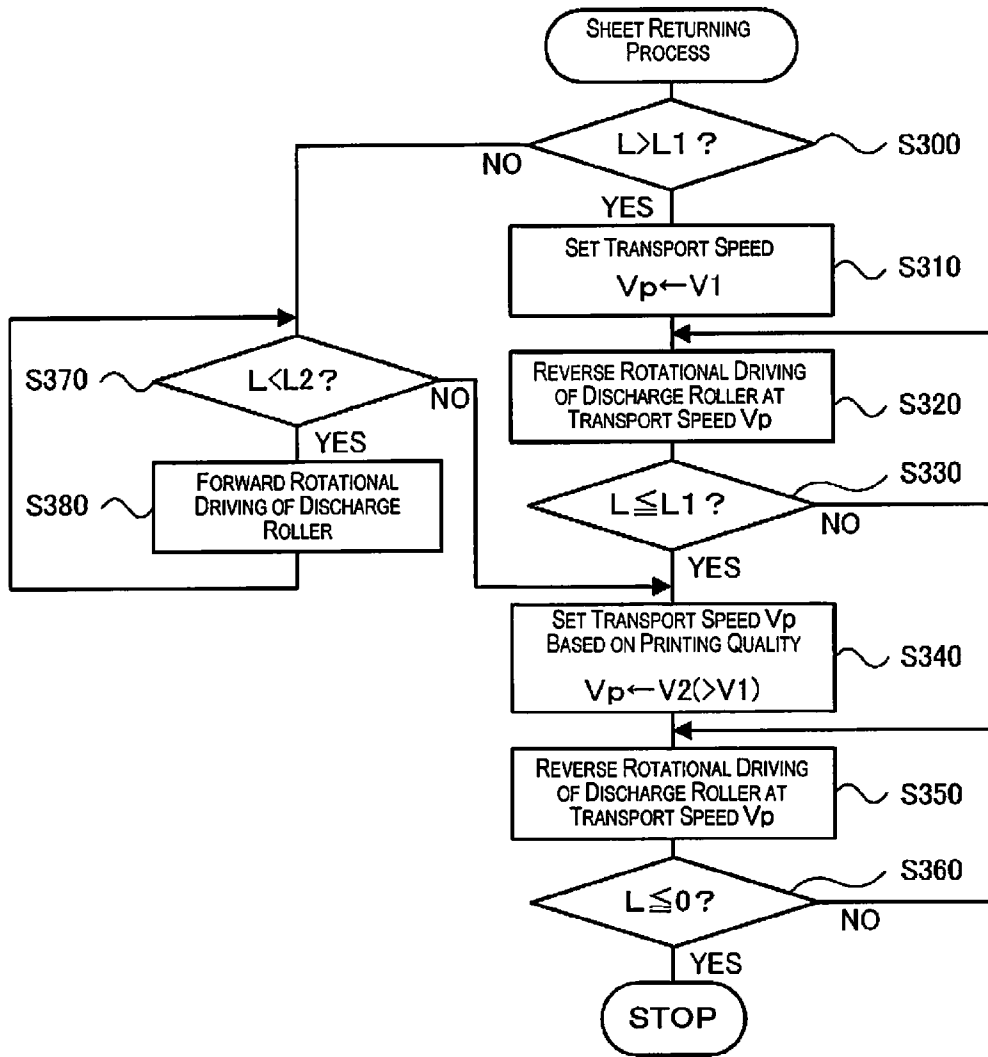 SHEET RETURNING
PROCESS
L>L1?
S300
NO
YES
SET TRANSPORT SPEED
Vp←V1
S310
S370
L<L2?
NO
YES
REVERSE ROTATIONAL DRIVING
OF DISCHARGE ROLLER AT
TRANSPORT SPEED Vp
S320
S380
FORWARD ROTATIONAL
DRIVING OF DISCHARGE
ROLLER
L≦L1?
S330
NO
YES
SET TRANSPORT SPEED Vp
BASED ON PRINTING QUALITY
Vp←V2(>V1)
S340
REVERSE ROTATIONAL DRIVING
OF DISCHARGE ROLLER AT
TRANSPORT SPEED Vp
S350
L≦0?
S360
NO
YES
STOP